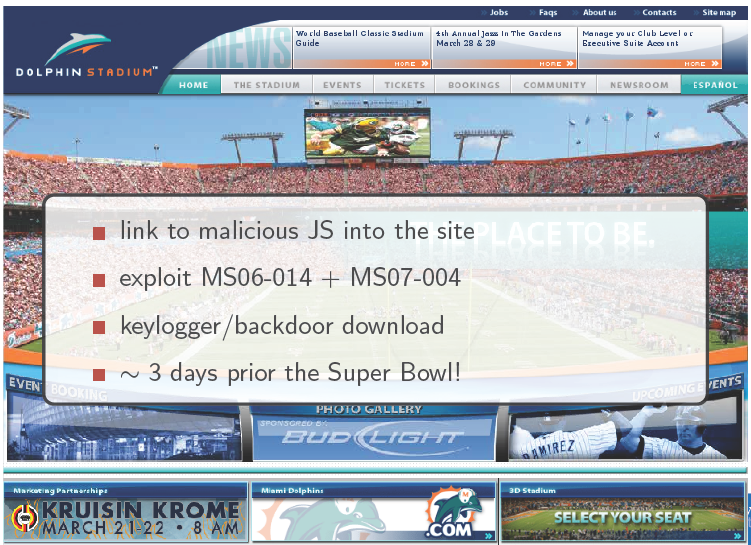 Jobs
Faqs
About us
Contacts
Site map
NEWS
World Baseball Classic Stadium
Guide
MORE
4th Annual Jazz In The Gardens
March 28 & 29
MORE
Manage your Club Level or
Executive Suite Account
MORE
DOLPHIN STADIUM™
HOME
THE STADIUM
EVENTS
TICKETS
BOOKINGS
COMMUNITY
NEWSROOM
ESPAÑOL
THE PLACE TO BE.
link to malicious JS into the site
exploit MS06-014 + MS07-004
keylogger/backdoor download
~ 3 days prior the Super Bowl!
EVENT BOOKING
PHOTO GALLERY
UPCOMING EVENTS
SPONSORED BY
BUD LIGHT
RAMIREZ
Marketing Partnerships
KRUISIN KROME
MARCH 21-22 • 8 AM
Miami Dolphins
.COM
3D Stadium
SELECT YOUR SEAT